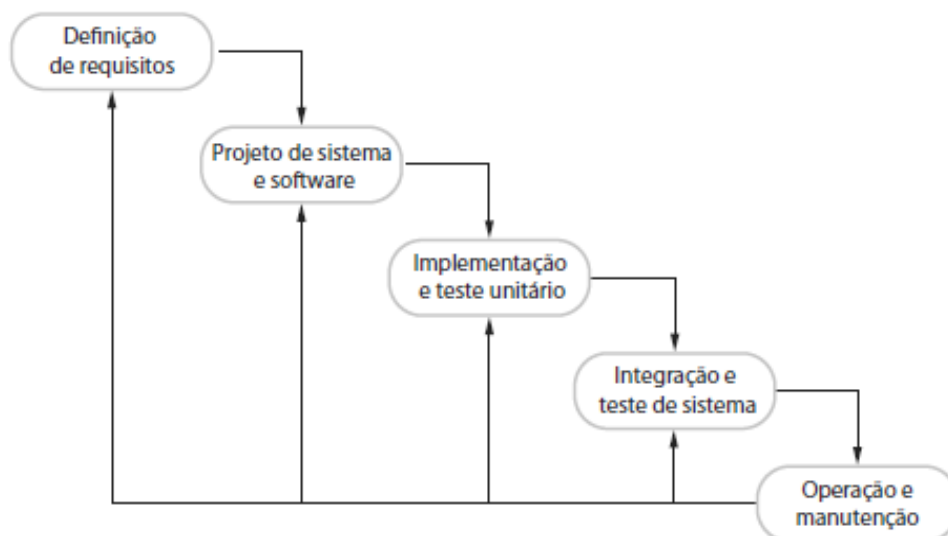 Definição
de requisitos
Projeto de sistema
e software
Implementação
e teste unitário
Integração e
teste de sistema
Operação e
manutenção